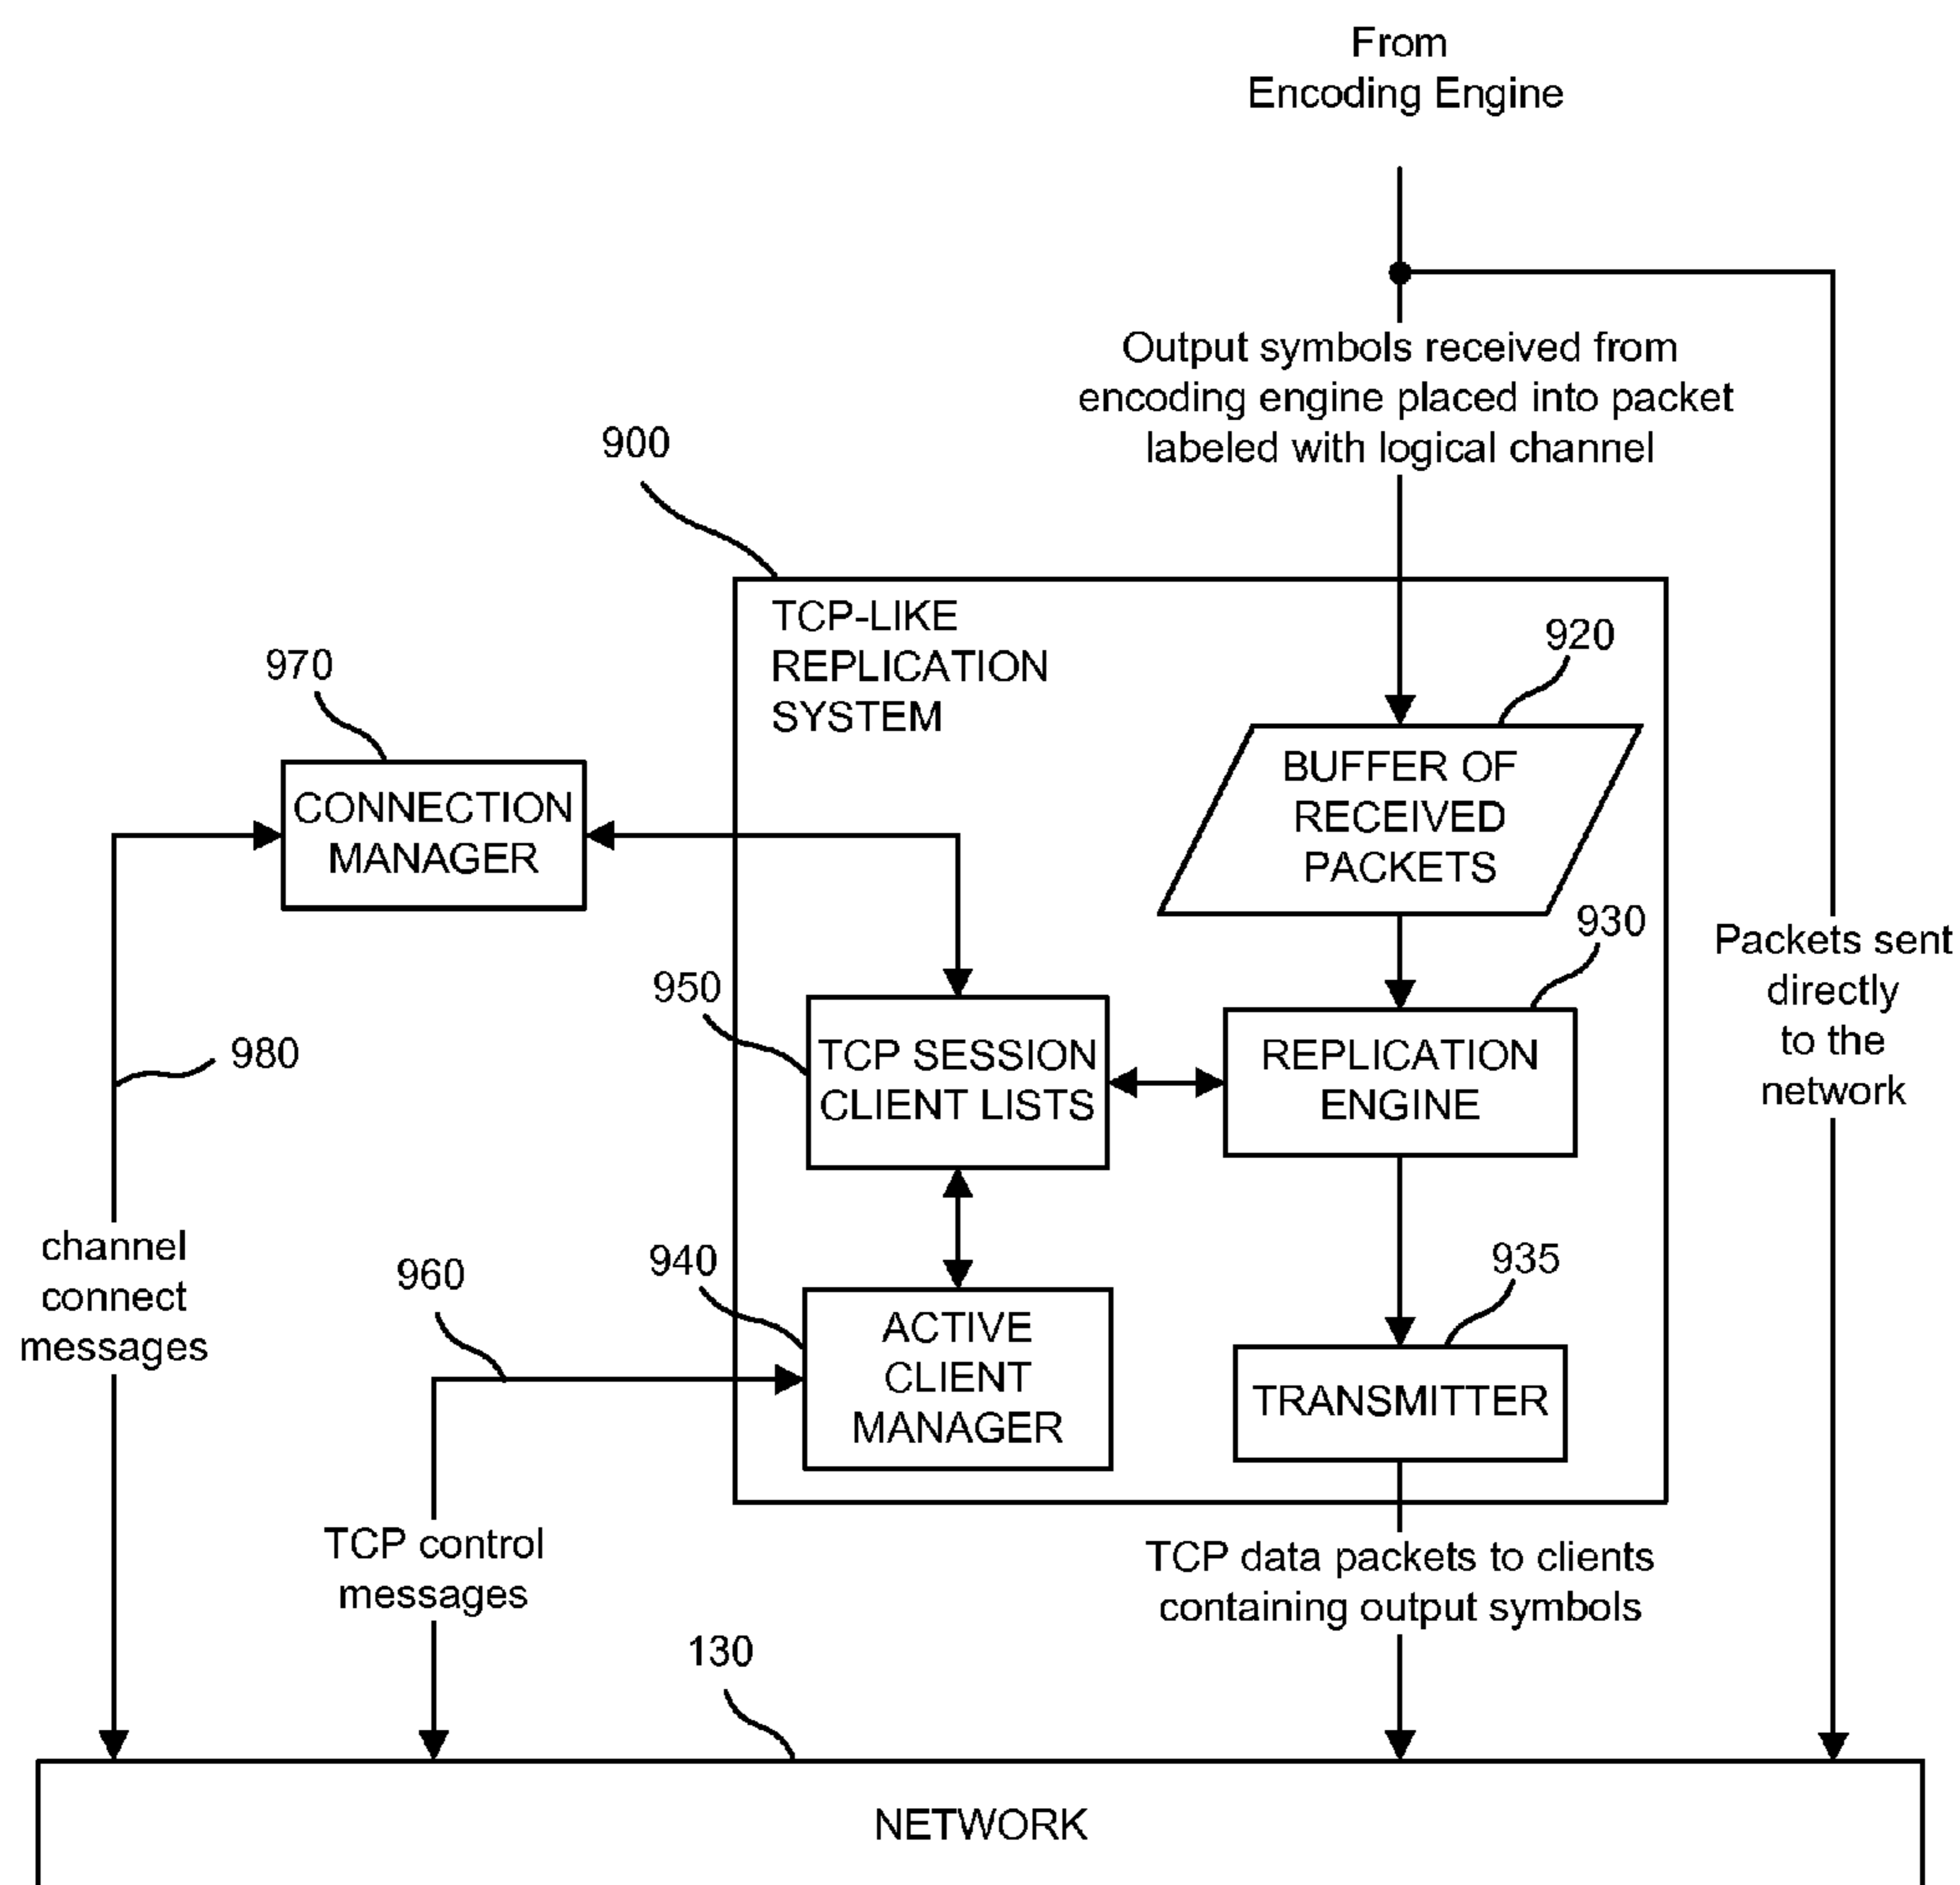 From
Encoding Engine
Output symbols received from
encoding engine placed into packet
labeled with logical channel
900
TCP-LIKE
REPLICATION
SYSTEM
920
970
BUFFER OF
RECEIVED
PACKETS
CONNECTION
MANAGER
930
Packets sent
directly
to the
network
950
TCP SESSION
CLIENT LISTS
REPLICATION
ENGINE
980
channel
connect
messages
960
940
935
ACTIVE
CLIENT
MANAGER
TRANSMITTER
TCP control
messages
TCP data packets to clients
containing output symbols
130
NETWORK